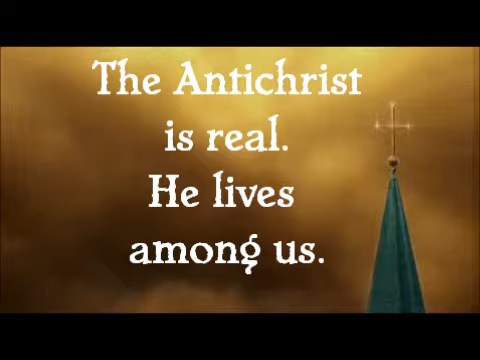 The Antichrist
is real.
He lives
among us.